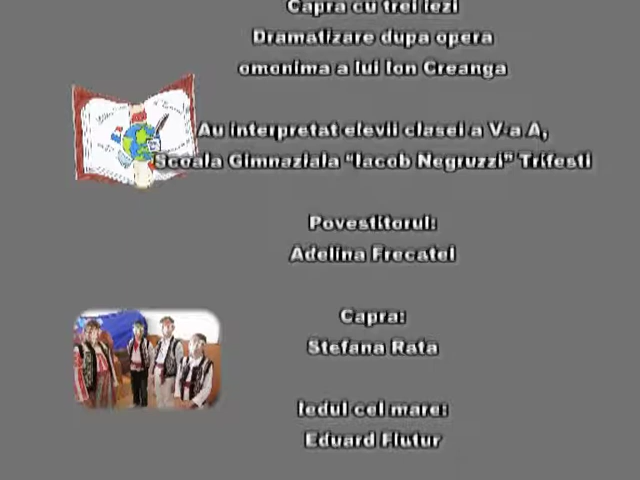 Capra cu trei iezi
Dramatizare dupa opera
omonima a lui Ion Creanga
Au interpretat elevii clasei a V-a A,
Scoala Gimnaziala "Iacob Negruzzi" Trifesti
Povestitorul:
Adelina Frecatei
Capra:
Stefana Rata
Iedul cel mare:
Eduard Flutur